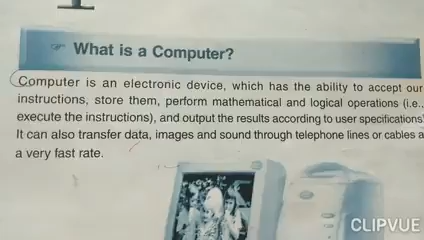 What is a Computer?
Computer is an electronic device, which has the ability to accept our
instructions, store them, perform mathematical and logical operations (i.e.,
execute the instructions), and output the results according to user specifications.
It can also transfer data, images and sound through telephone lines or cables a
a very fast rate.
CLIPVUE